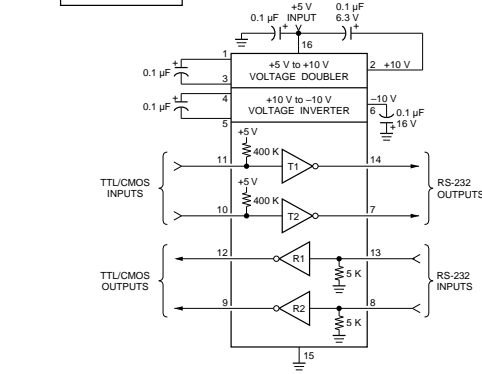 +5 V
INPUT
0.1 µF
0.1 µF
6.3 V
16
1
+5 V to +10 V
VOLTAGE DOUBLER
2 +10 V
0.1 µF
3
4
+10 V to –10 V
VOLTAGE INVERTER
–10 V
6
0.1 µF
0.1 µF
16 V
5
+5 V
400 K
11
T1
14
TTL/CMOS
INPUTS
RS-232
OUTPUTS
+5 V
400 K
10
T2
7
12
R1
13
5 K
TTL/CMOS
OUTPUTS
RS-232
INPUTS
9
R2
8
5 K
15